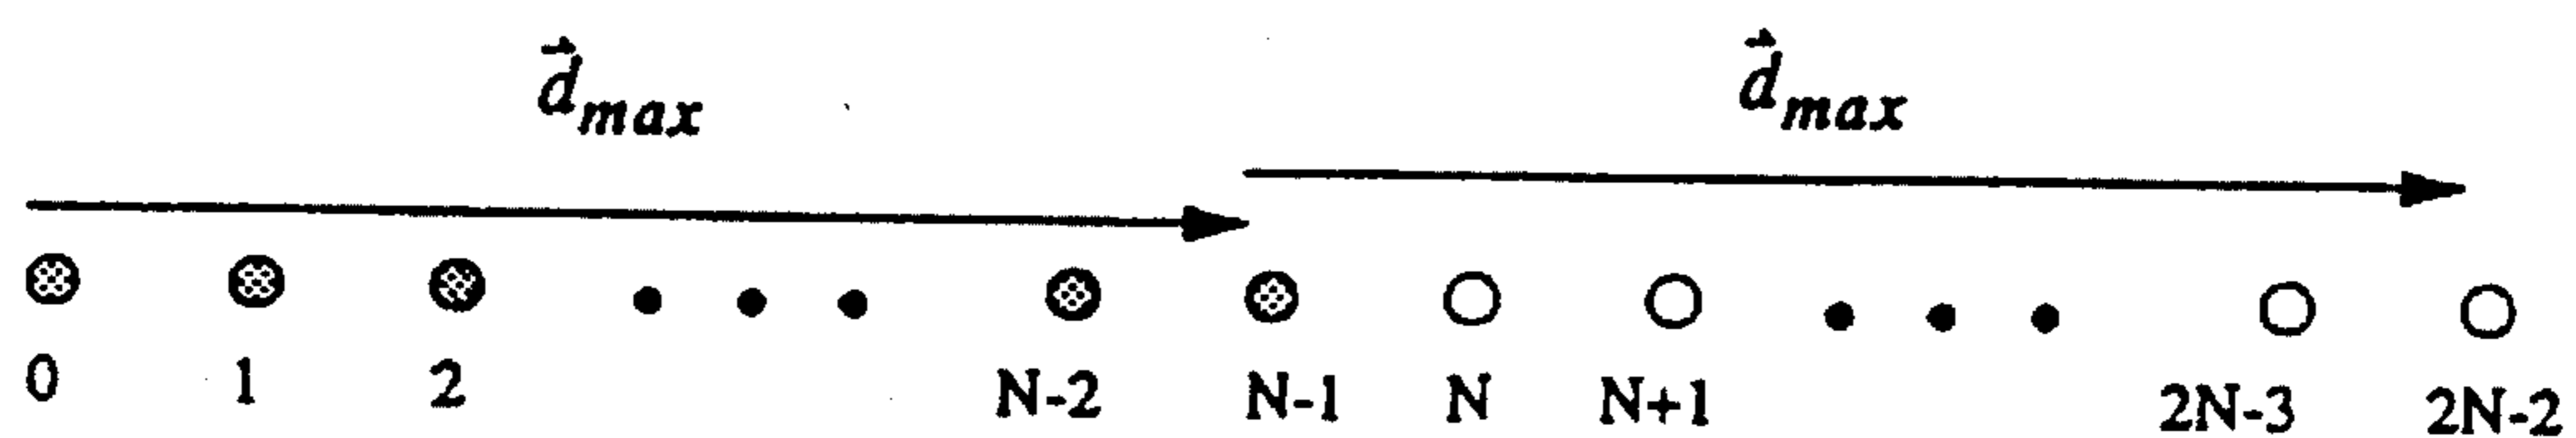 d⃗max d⃗max
0 1 2 N-2 N-1 N N+1 2N-3 2N-2